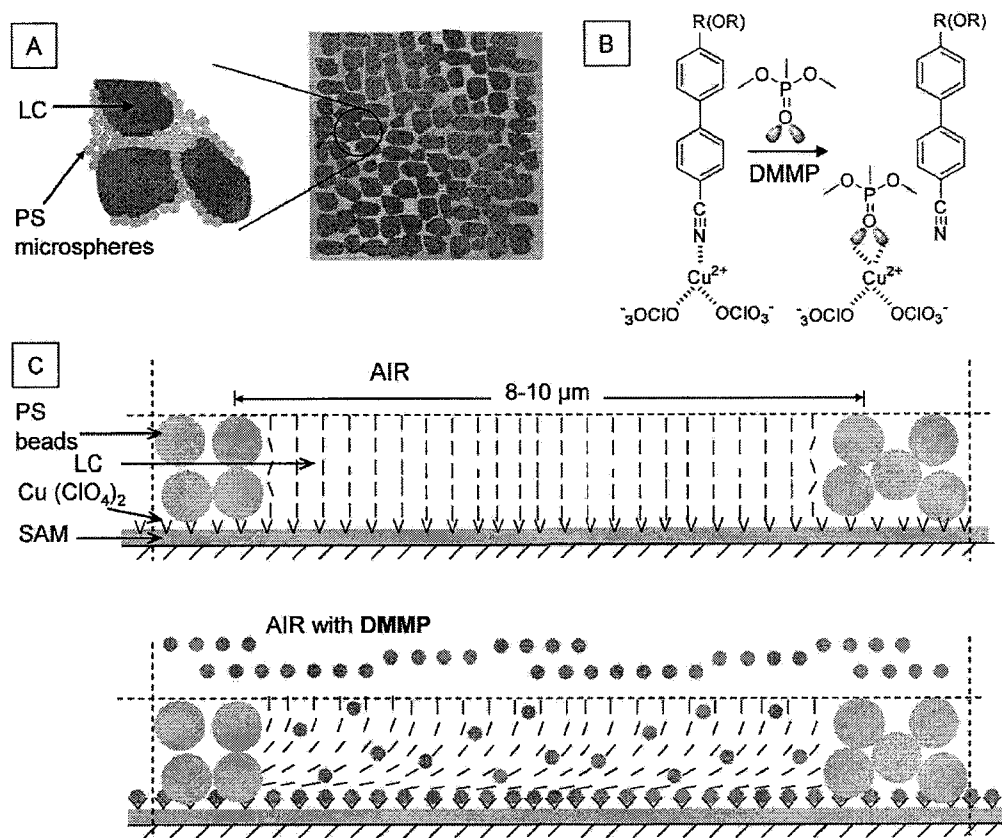 A
LC
PS
microspheres
B
R(OR)
R(OR)
O
P
O
O
DMMP
O
P
O
O
C
N
C
N
Cu2+
Cu2+
-3OClO
OClO3-
-3OClO
OClO3-
C
AIR
8-10 µm
PS
beads
LC
Cu (ClO4)2
SAM
AIR with DMMP